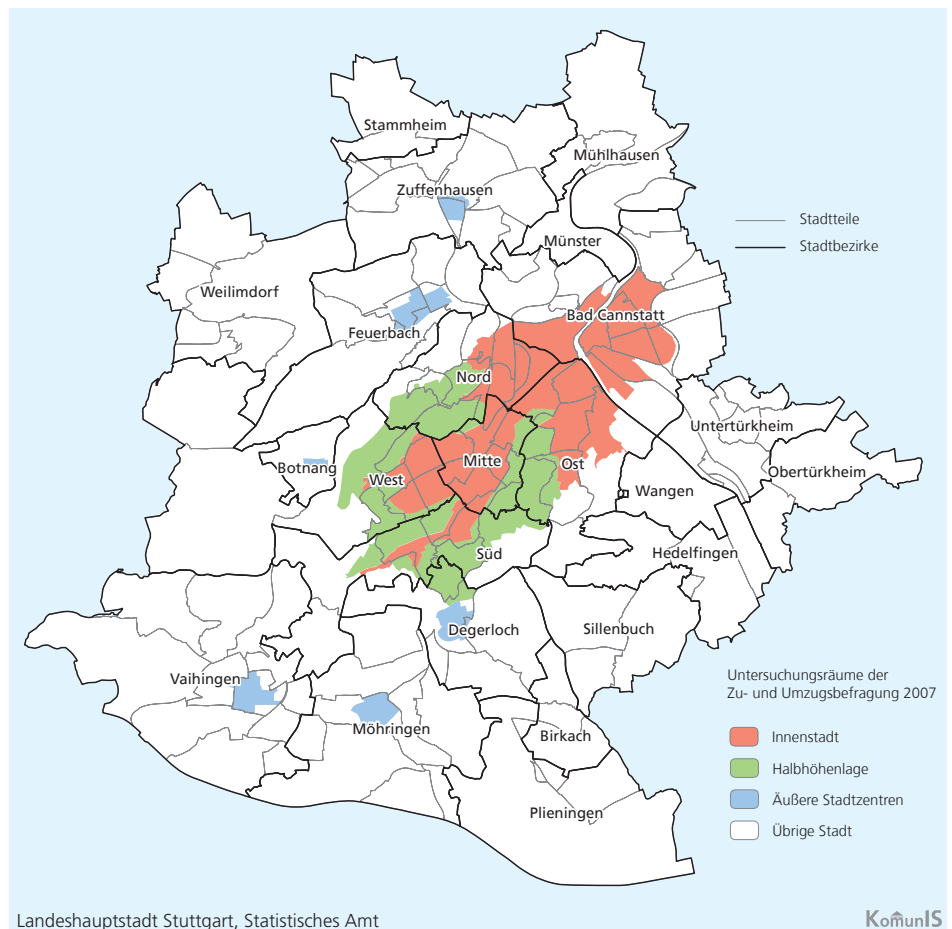 Stammheim
Mühlhausen
Zuffenhausen
Stadtteile
Münster
Stadtbezirke
Weilimdorf
Bad Cannstatt
Feuerbach
Nord
Untertürkheim
Botnang
Mitte
Ost
Obertürkheim
West
Wangen
Süd
Hedelfingen
Degerloch
Sillenbuch
Vaihingen
Untersuchungsräume der
Zu- und Umzugsbefragung 2007
Möhringen
Birkach
Innenstadt
Halbhöhenlage
Äußere Stadtzentren
Plieningen
Übrige Stadt
Landeshauptstadt Stuttgart, Statistisches Amt
KomunIS